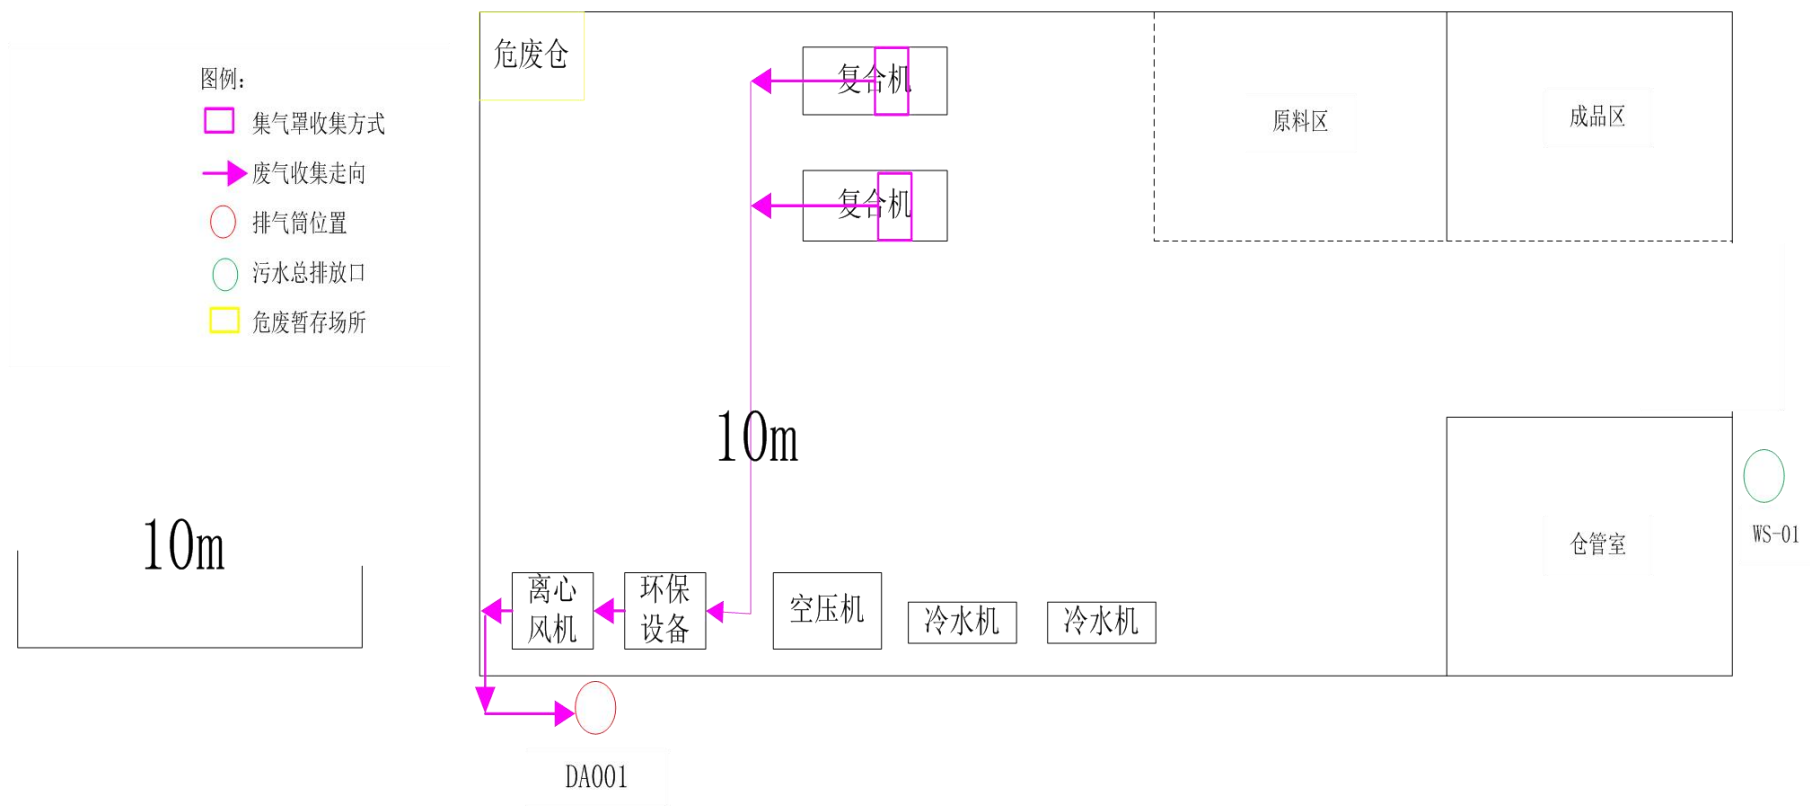 图例：
集气罩收集方式
废气收集走向
排气筒位置
污水总排放口
危废暂存场所
10m
危废仓
复合机
复合机
原料区
成品区
10m
离心
风机
环保
设备
空压机
冷水机
冷水机
仓管室
WS-01
DA001